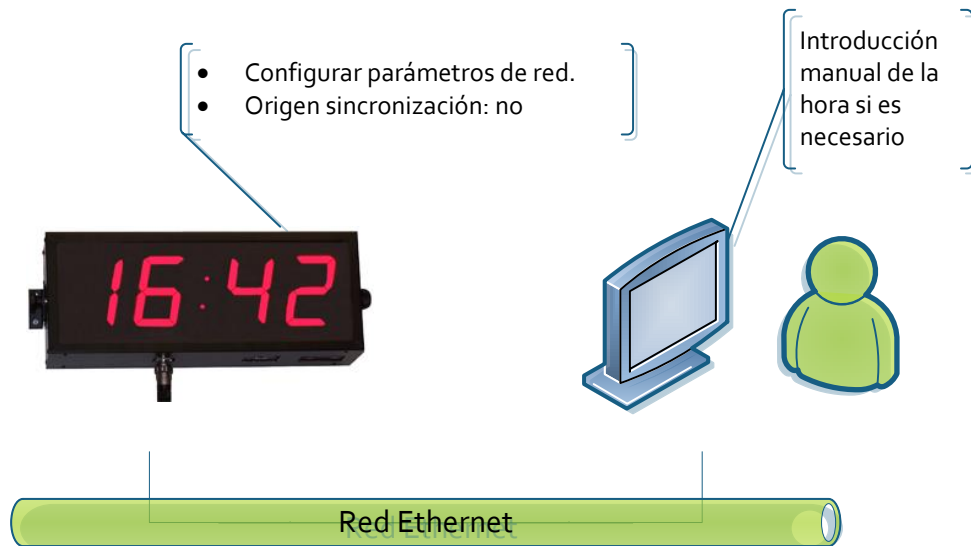 • Configurar parámetros de red.
• Origen sincronización: no
Introducción
manual de la
hora si es
necesario
16:42
Red Ethernet